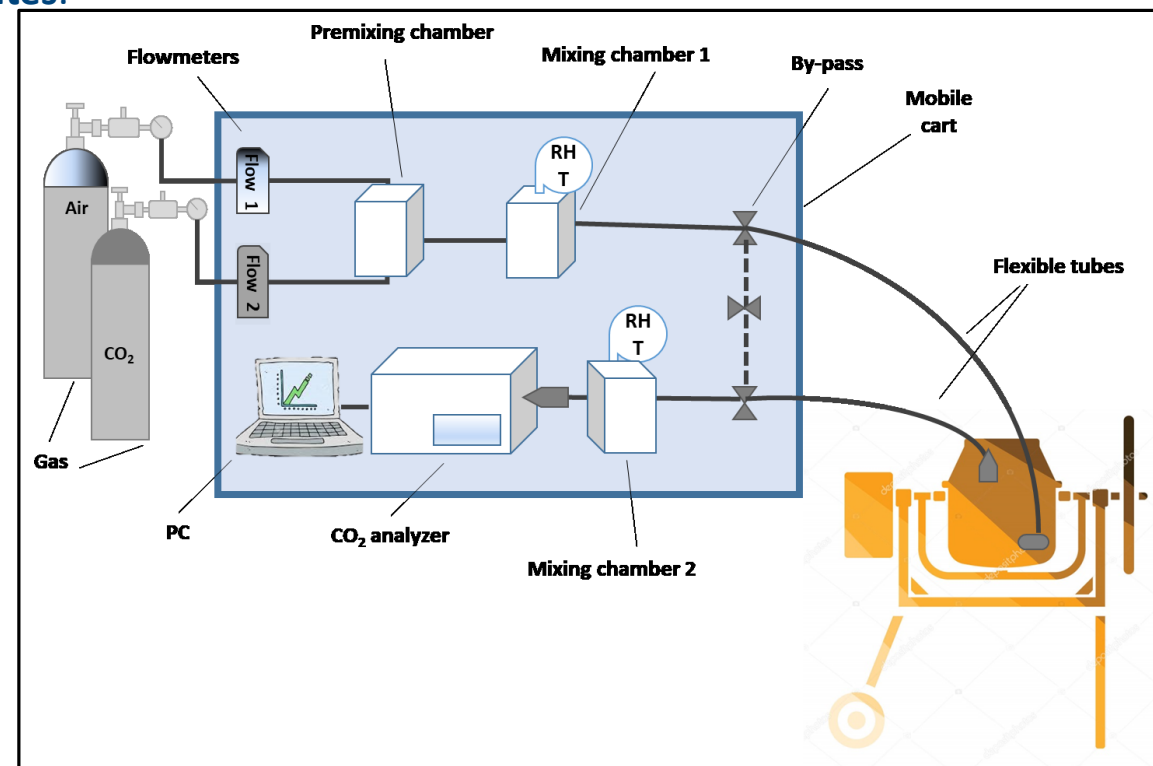 Premixing chamber
Flowmeters
Mixing chamber 1
By-pass
Mobile
cart
RH
T
Flow 1
Air
Flow 2
Flexible tubes
RH
T
CO₂
Gas
PC
CO₂ analyzer
Mixing chamber 2